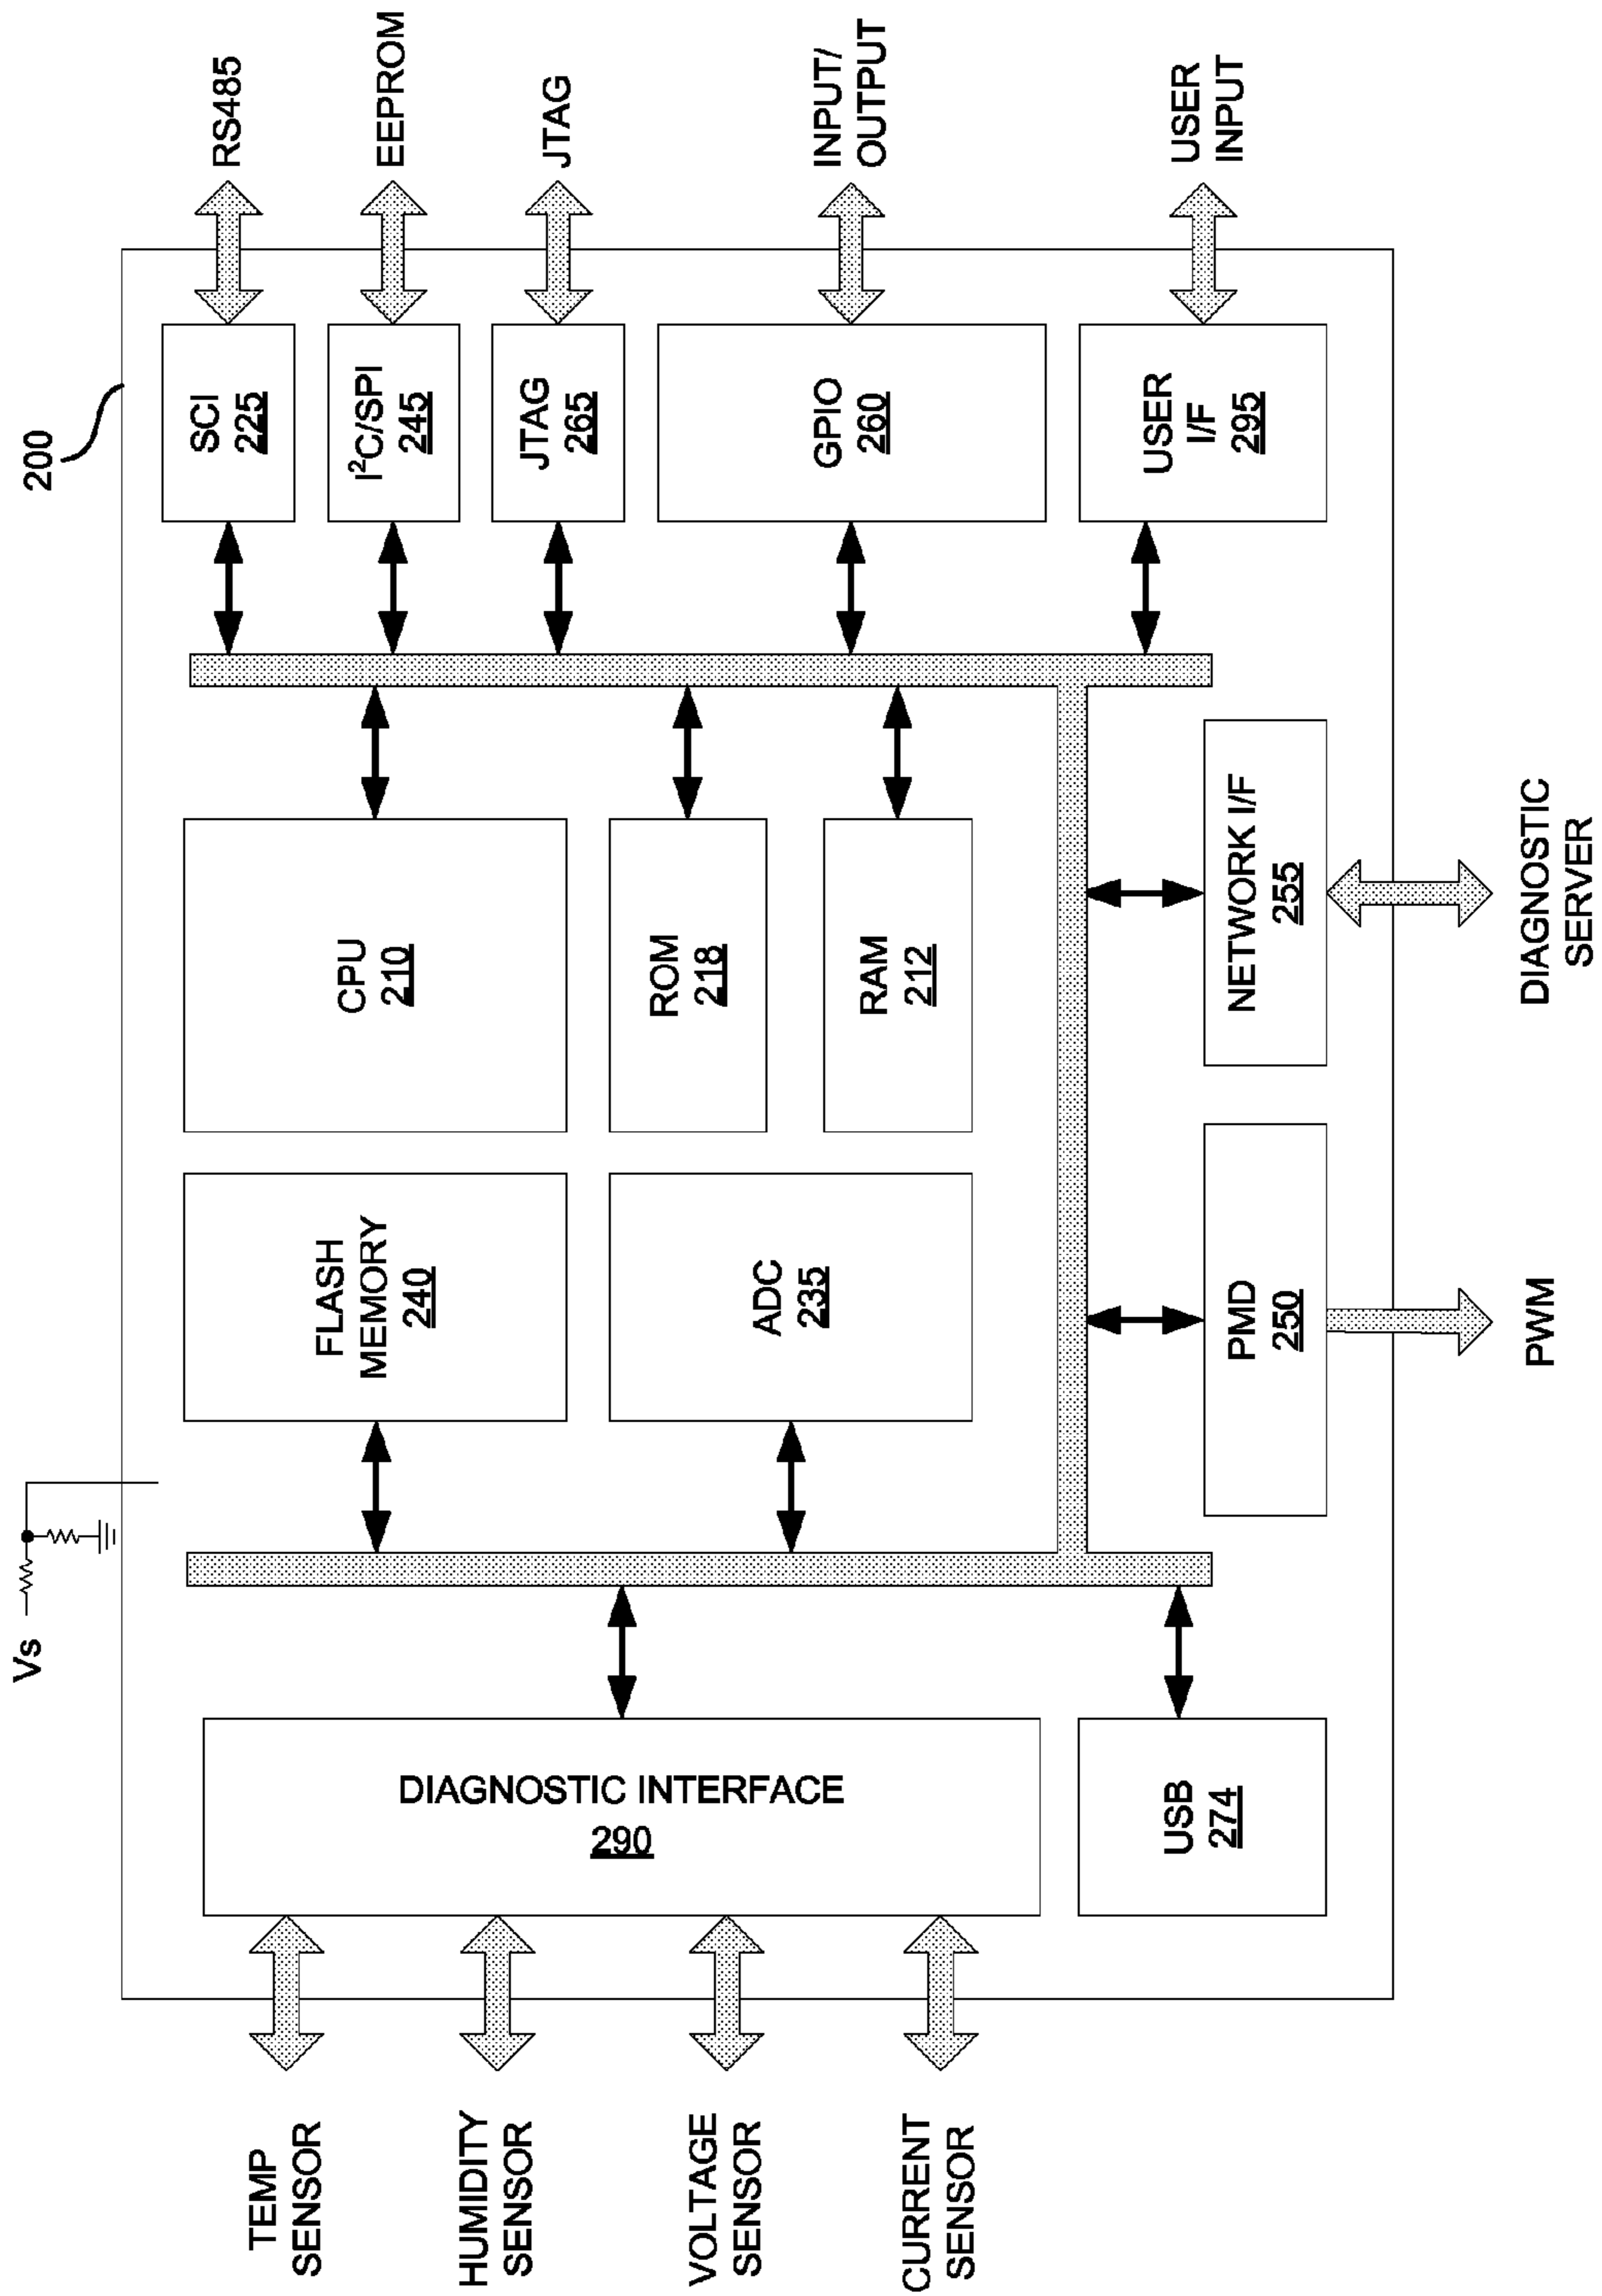 200
Vs
TEMP
SENSOR
HUMIDITY
SENSOR
VOLTAGE
SENSOR
CURRENT
SENSOR
DIAGNOSTIC INTERFACE
290
USB
274
FLASH
MEMORY
240
ADC
235
CPU
210
ROM
218
RAM
212
PMD
250
PWM
NETWORK I/F
255
DIAGNOSTIC
SERVER
SCI
225
RS485
I²C/SPI
245
EEPROM
JTAG
265
JTAG
GPIO
260
INPUT/
OUTPUT
USER
I/F
295
USER
INPUT